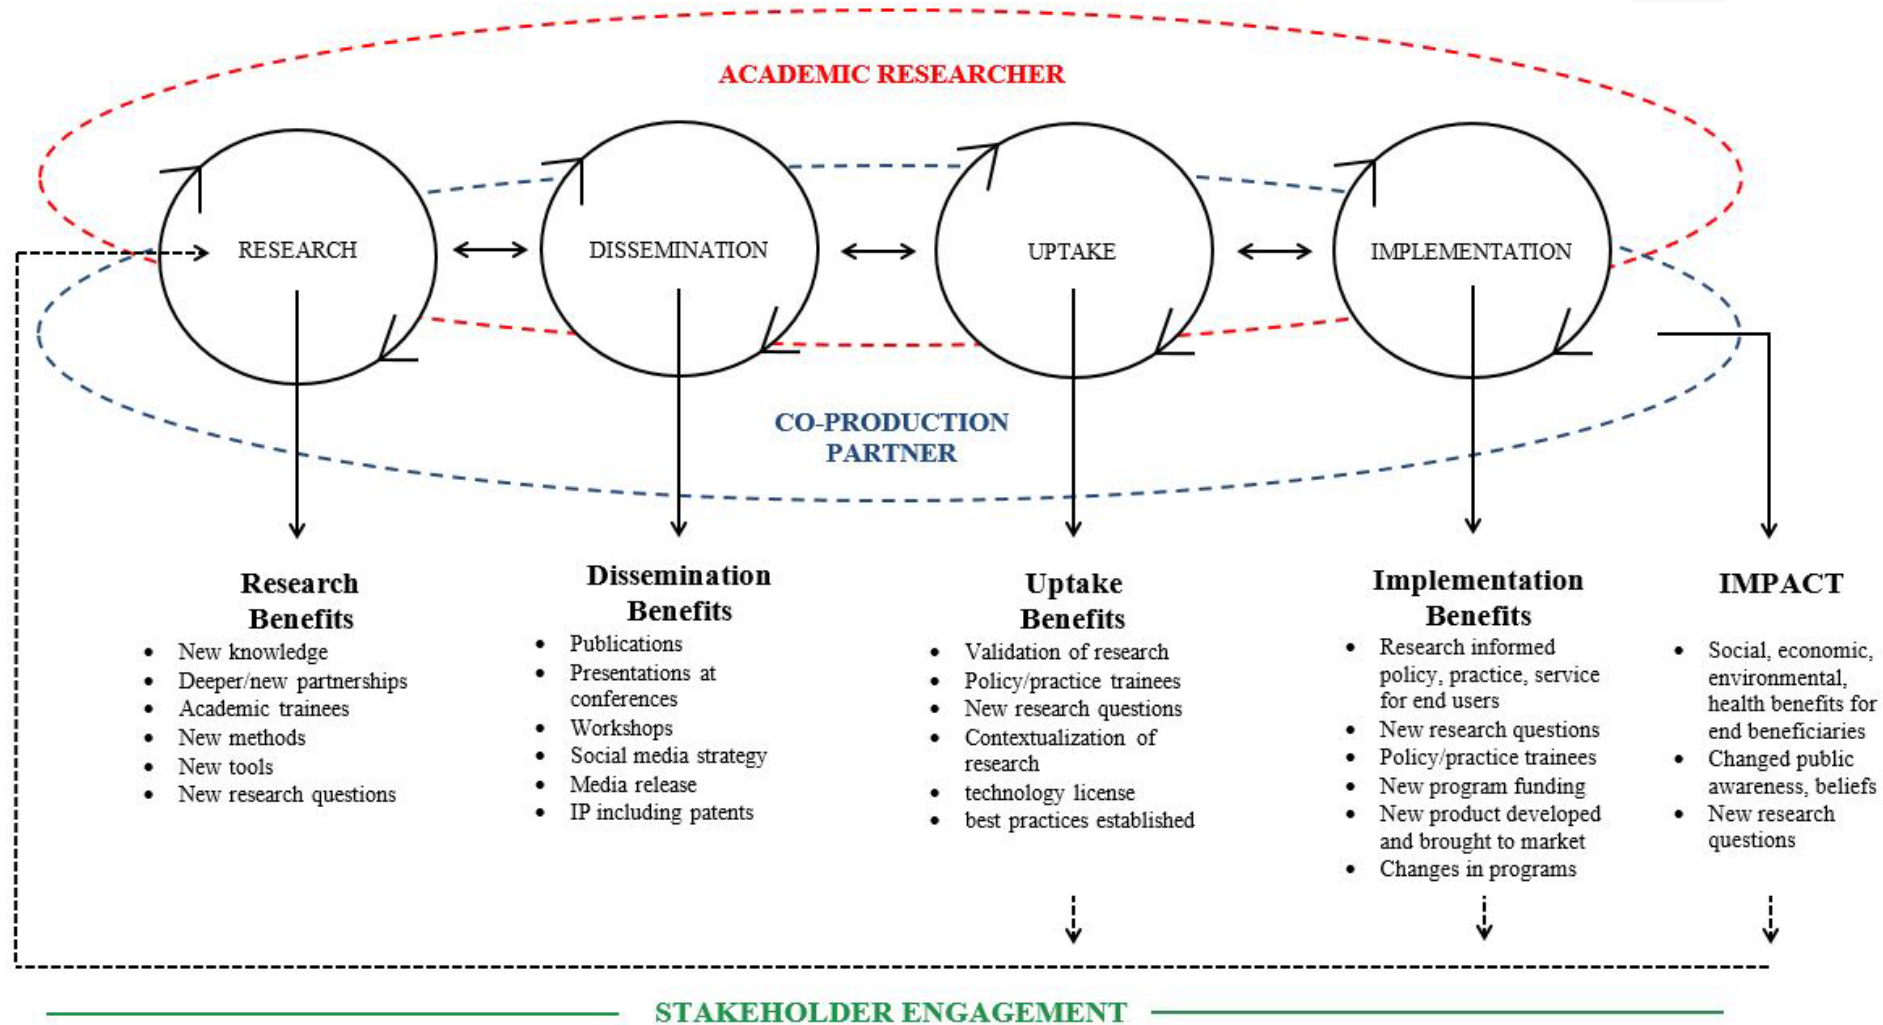 ACADEMIC RESEARCHER
RESEARCH
DISSEMINATION
UPTAKE
IMPLEMENTATION
CO-PRODUCTION
PARTNER
Research
Benefits
• New knowledge
• Deeper/new partnerships
• Academic trainees
• New methods
• New tools
• New research questions
Dissemination
Benefits
• Publications
• Presentations at
conferences
• Workshops
• Social media strategy
• Media release
• IP including patents
Uptake
Benefits
• Validation of research
• Policy/practice trainees
• New research questions
• Contextualization of
research
• technology license
• best practices established
Implementation
Benefits
• Research informed
policy, practice, service
for end users
• New research questions
• Policy/practice trainees
• New program funding
• New product developed
and brought to market
• Changes in programs
IMPACT
• Social, economic,
environmental,
health benefits for
end beneficiaries
• Changed public
awareness, beliefs
• New research
questions
STAKEHOLDER ENGAGEMENT